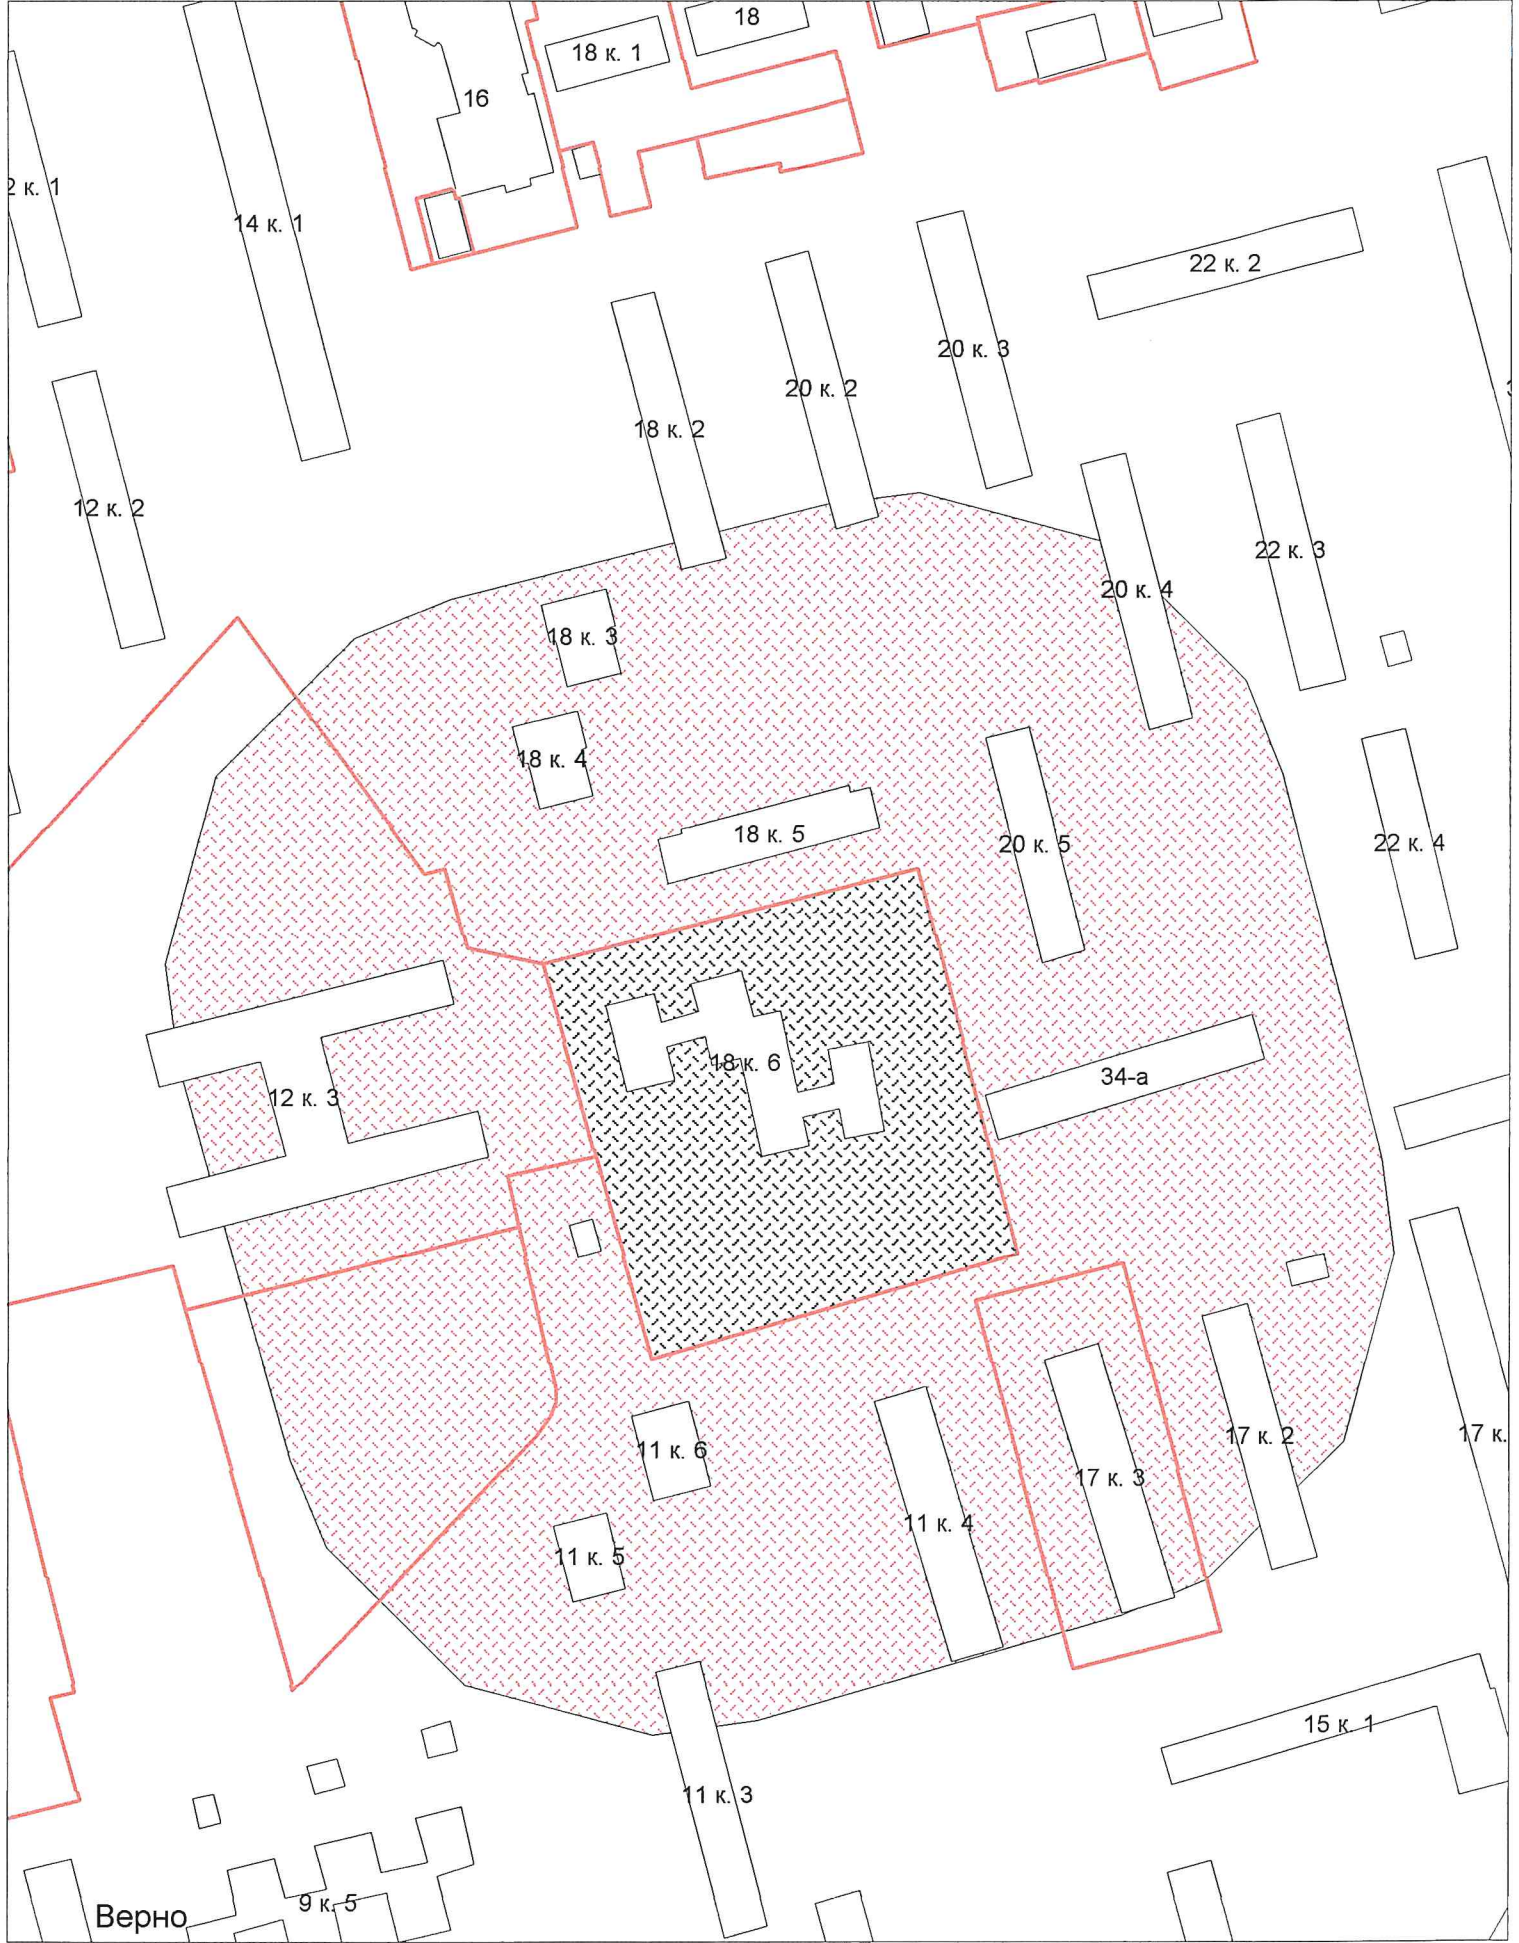 18
18 к. 1
16
2 к. 1
14 к. 1
22 к. 2
20 к. 3
20 к. 2
18 к. 2
12 к. 2
22 к. 3
20 к. 4
18 к. 3
18 к. 4
18 к. 5
20 к. 5
22 к. 4
18 к. 6
34-а
12 к. 3
11 к. 6
17 к. 2
17 к.
17 к. 3
11 к. 4
11 к. 5
15 к. 1
11 к. 3
9 к. 5
Верно